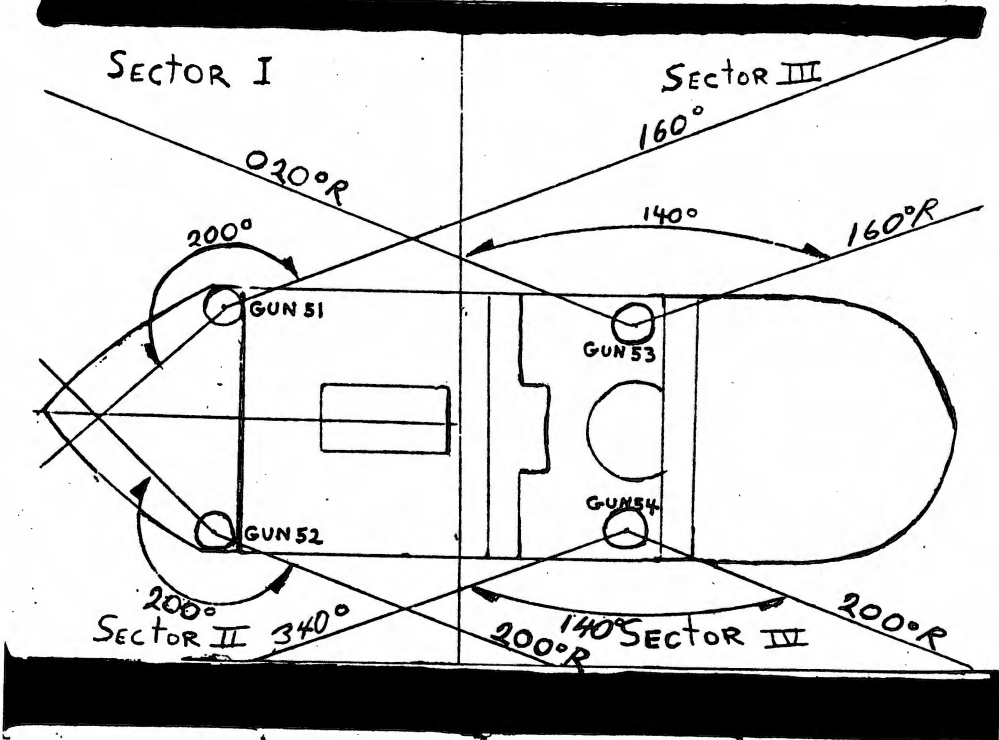 SECTOR I
SECTOR III
160°
020°R
140°
160°R
200°
GUN 51
GUN 53
GUN 54
GUN 52
200°
340°
200°R
140°
200°R
SECTOR II
SECTOR IV